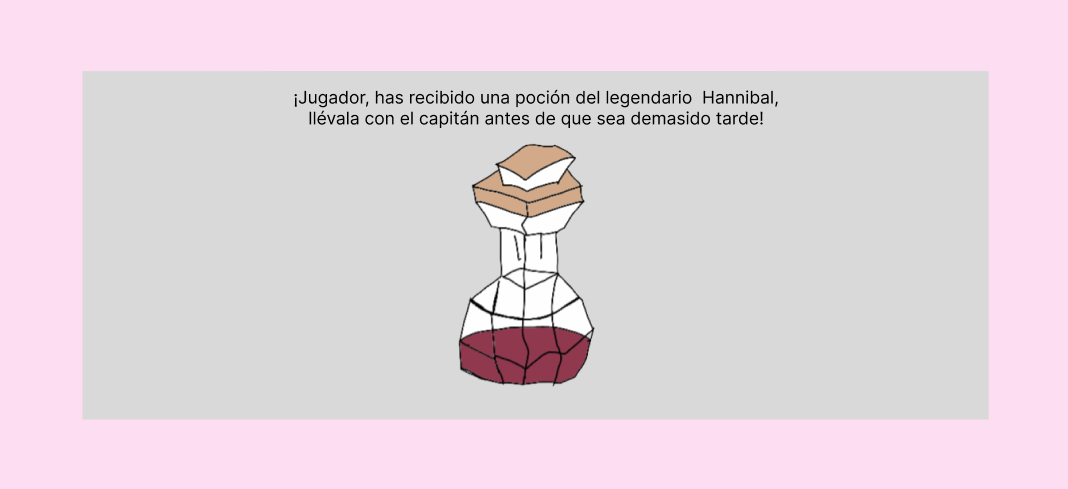 ¡Jugador, has recibido una poción del legendario  Hannibal,
llévala con el capitán antes de que sea demasido tarde!